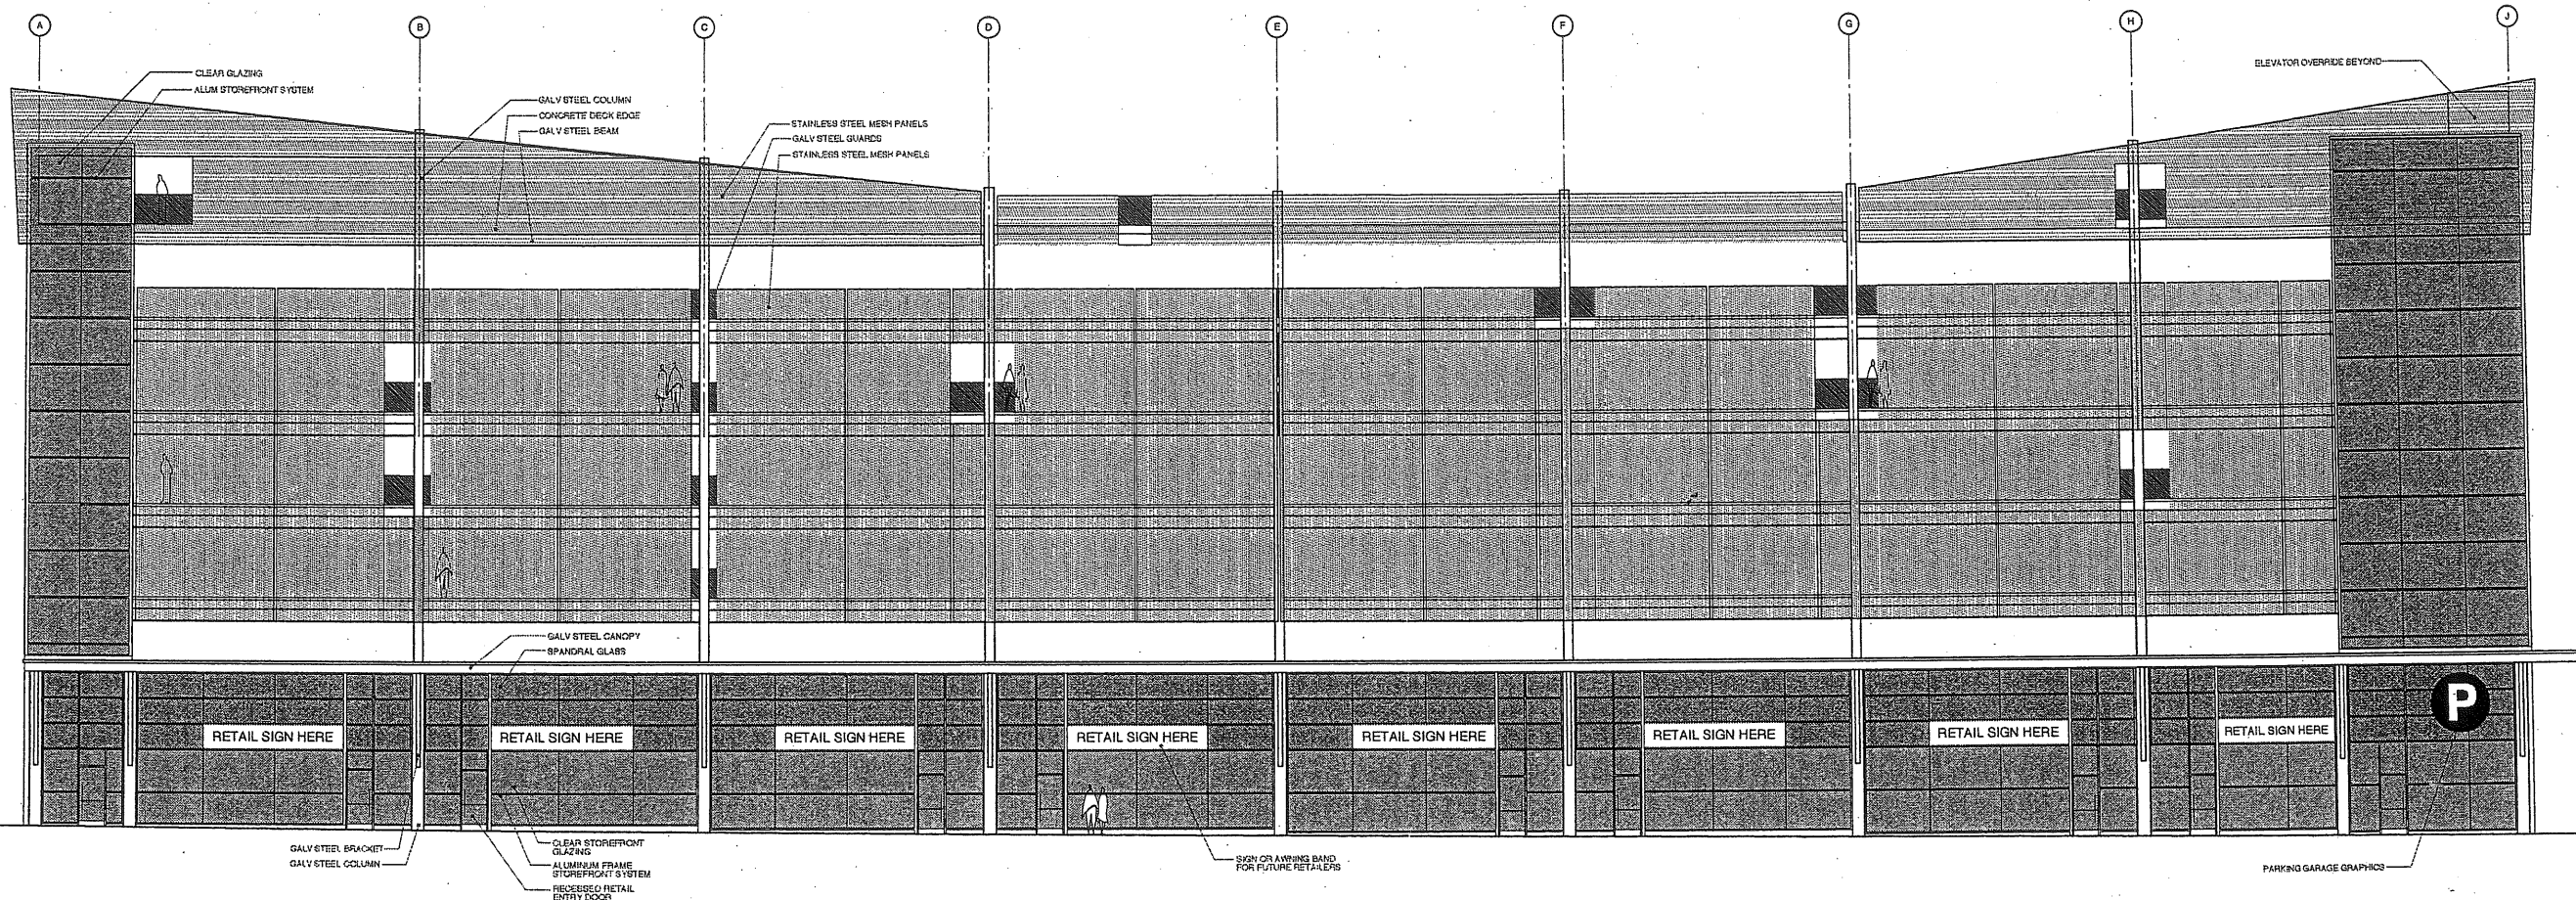 A
B
C
D
E
F
G
H
J
CLEAR GLAZING
ALUM STOREFRONT SYSTEM
GALV STEEL COLUMN
CONCRETE DECK EDGE
GALV STEEL BEAM
STAINLESS STEEL MESH PANELS
GALV STEEL GUARDS
STAINLESS STEEL MESH PANELS
ELEVATOR OVERRIDE BEYOND
GALV STEEL CANOPY
SPANDRAL GLASS
P
RETAIL SIGN HERE
RETAIL SIGN HERE
RETAIL SIGN HERE
RETAIL SIGN HERE
RETAIL SIGN HERE
RETAIL SIGN HERE
RETAIL SIGN HERE
RETAIL SIGN HERE
GALV STEEL BRACKET
GALV STEEL COLUMN
CLEAR STOREFRONT
GLAZING
ALUMINUM FRAME
STOREFRONT SYSTEM
RECESSED RETAIL
ENTRY DOOR
SIGN OR AWNING BAND
FOR FUTURE RETAILERS
PARKING GARAGE GRAPHICS